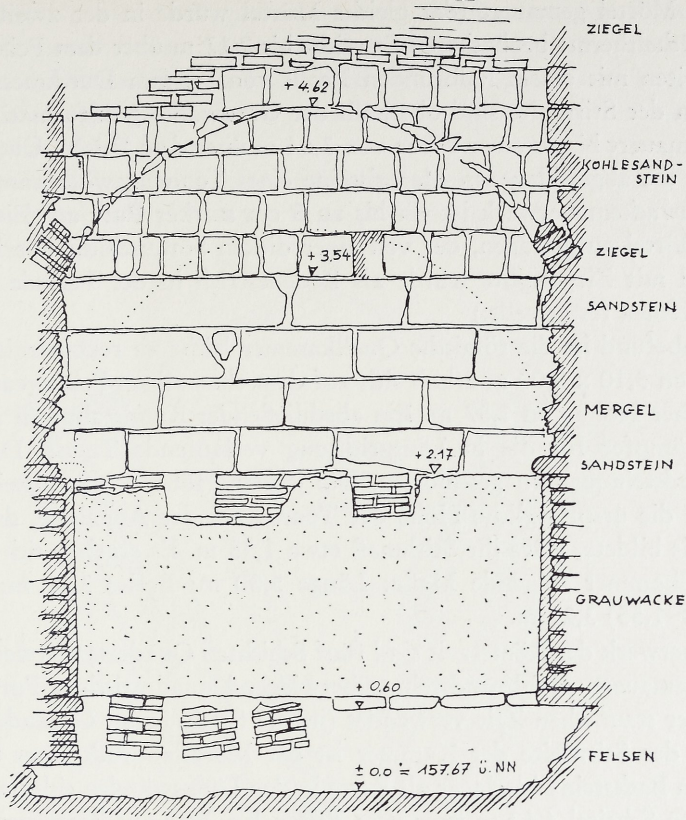 ZIEGEL
+ 4.62
KOHLESAND-
STEIN
+ 3.54
ZIEGEL
SANDSTEIN
MERGEL
+ 2.17
SANDSTEIN
GRAUWACKE
+ 0.60
± 0.0 = 157.67 Ü.NN
FELSEN